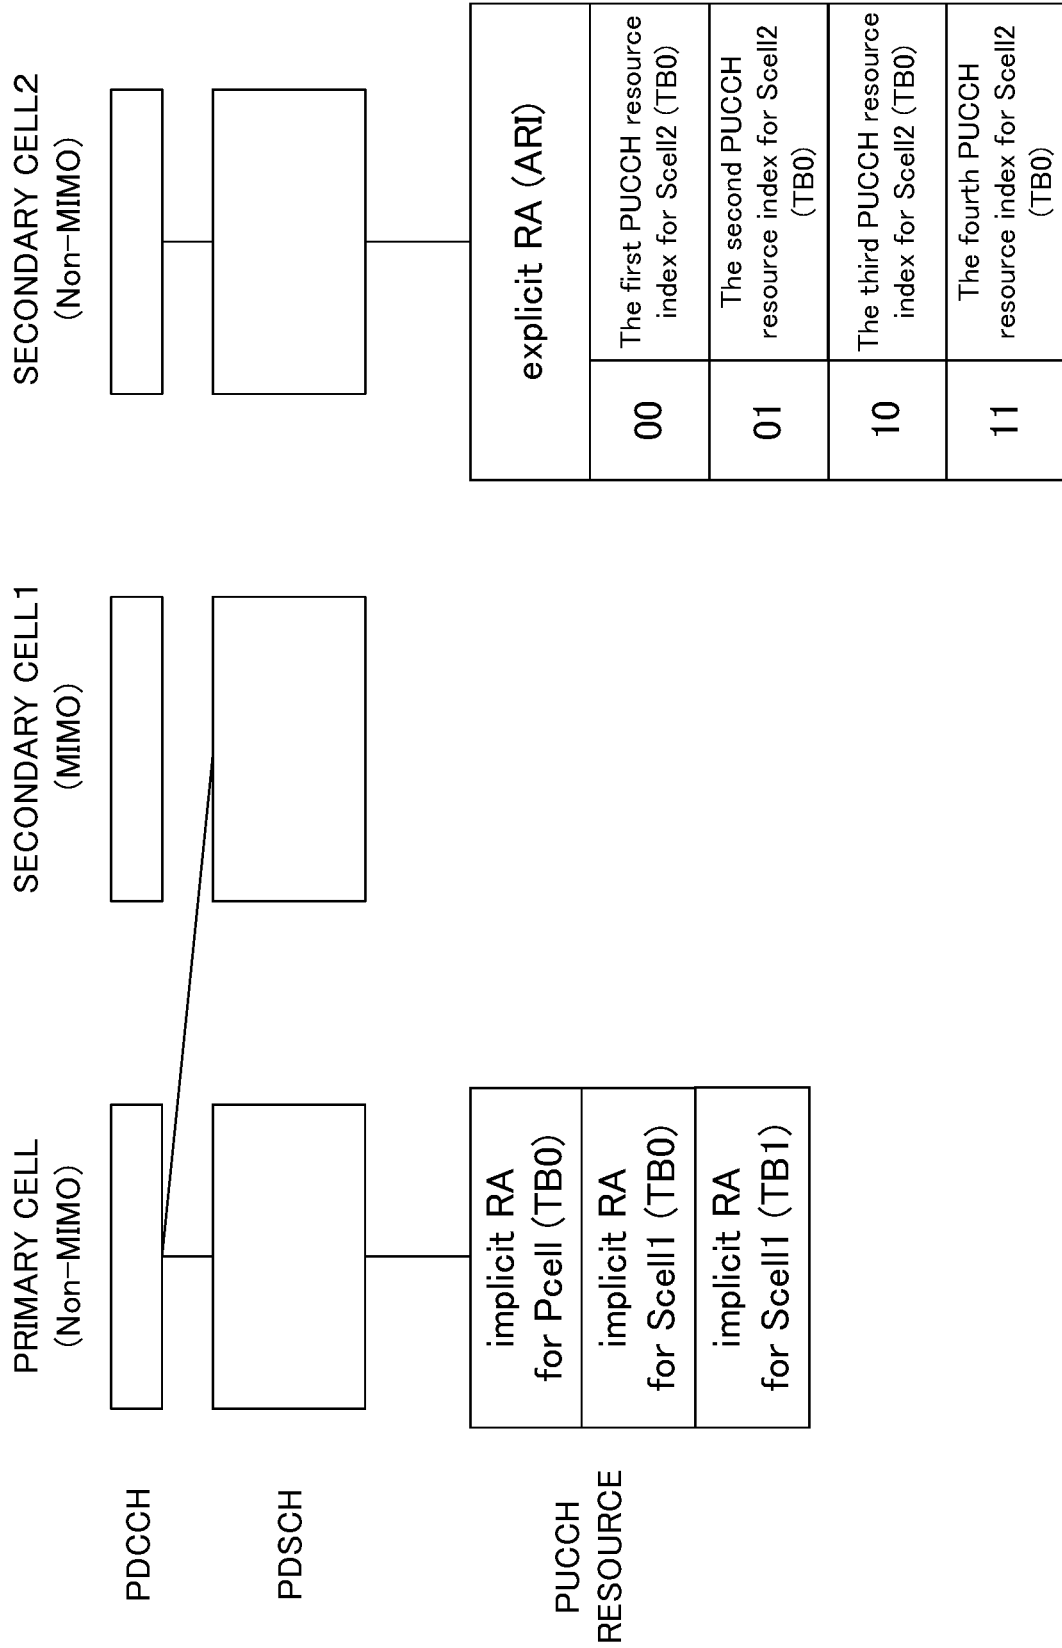 PRIMARY CELL
(Non-MIMO)
SECONDARY CELL1
(MIMO)
SECONDARY CELL2
(Non-MIMO)
PDCCH
PDSCH
PUCCH
RESOURCE
implicit RA
for Pcell (TB0)
implicit RA
for Scell1 (TB0)
implicit RA
for Scell1 (TB1)
explicit RA (ARI)
00
The first PUCCH resource
index for Scell2 (TB0)
01
The second PUCCH
resource index for Scell2
(TB0)
10
The third PUCCH resource
index for Scell2 (TB0)
11
The fourth PUCCH
resource index for Scell2
(TB0)